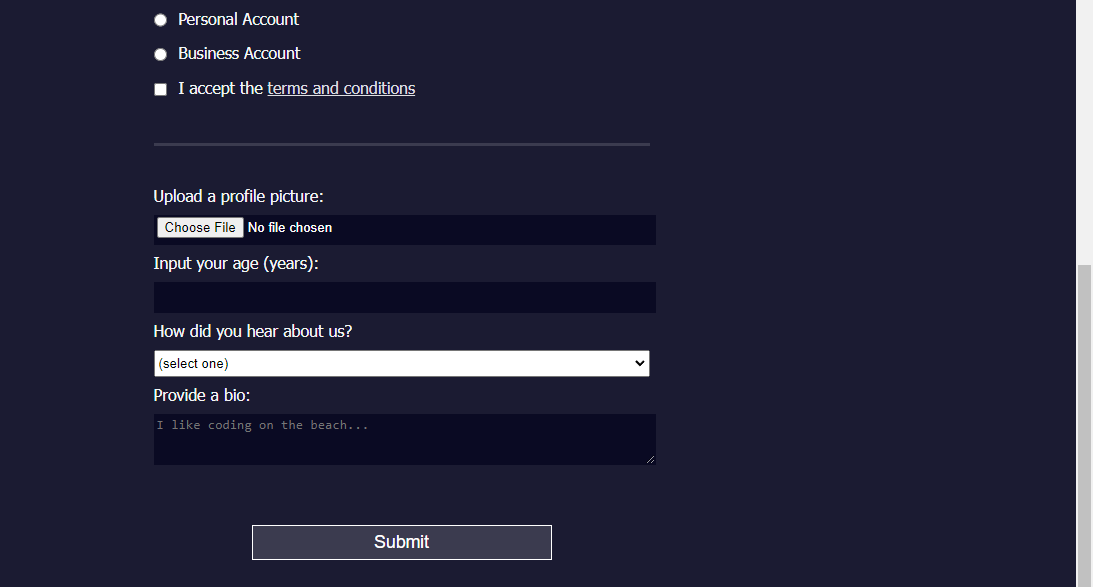 Personal Account
Business Account
I accept the terms and conditions
Upload a profile picture:
Choose File No file chosen
Input your age (years):
How did you hear about us?
(select one)
Provide a bio:
I like coding on the beach...
Submit